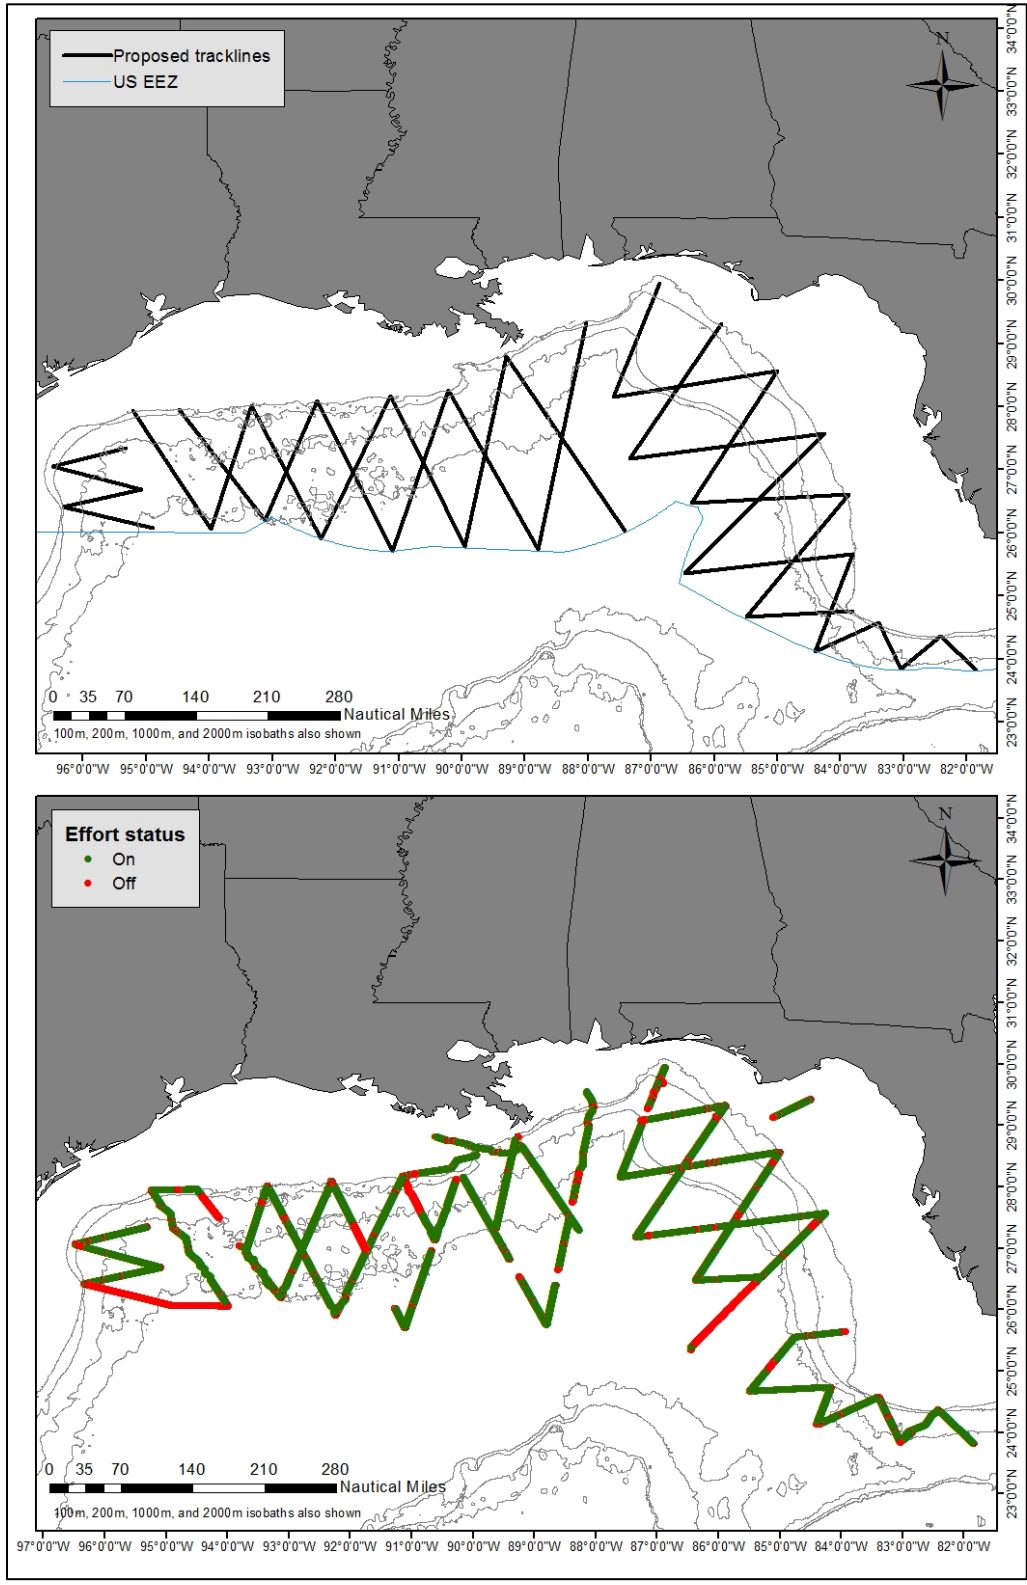 Proposed tracklines
US EEZ
N
34°0'0"N
33°0'0"N
32°0'0"N
31°0'0"N
30°0'0"N
29°0'0"N
28°0'0"N
27°0'0"N
26°0'0"N
25°0'0"N
24°0'0"N
23°0'0"N
0 35 70 140 210 280
Nautical Miles
100m, 200m, 1000m, and 2000m isobaths also shown
96°0'0"W 95°0'0"W 94°0'0"W 93°0'0"W 92°0'0"W 91°0'0"W 90°0'0"W 89°0'0"W 88°0'0"W 87°0'0"W 86°0'0"W 85°0'0"W 84°0'0"W 83°0'0"W 82°0'0"W
Effort status
On
Off
N
34°0'0"N
33°0'0"N
32°0'0"N
31°0'0"N
30°0'0"N
29°0'0"N
28°0'0"N
27°0'0"N
26°0'0"N
25°0'0"N
24°0'0"N
23°0'0"N
0 35 70 140 210 280
Nautical Miles
100m, 200m, 1000m, and 2000m isobaths also shown
97°0'0"W 96°0'0"W 95°0'0"W 94°0'0"W 93°0'0"W 92°0'0"W 91°0'0"W 90°0'0"W 89°0'0"W 88°0'0"W 87°0'0"W 86°0'0"W 85°0'0"W 84°0'0"W 83°0'0"W 82°0'0"W